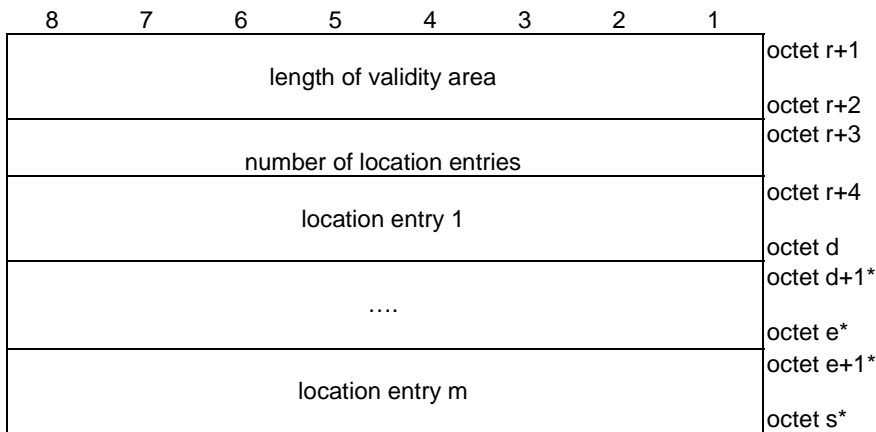 8 7 6 5 4 3 2 1
octet r+1
length of validity area
octet r+2
octet r+3
number of location entries
octet r+4
location entry 1
octet d
octet d+1*
….
octet e*
octet e+1*
location entry m
octet s*